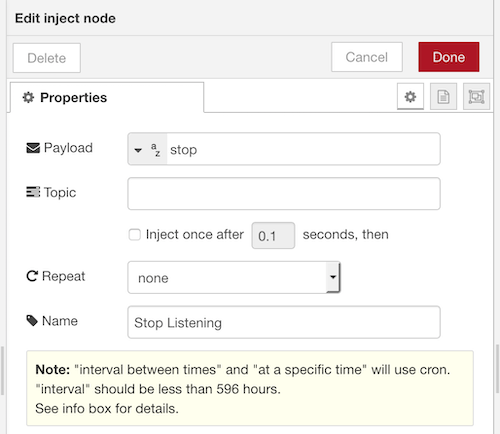 Edit inject node
Delete Cancel Done
Properties
Payload az stop
Topic
Inject once after 0.1 seconds, then
Repeat none
Name Stop Listening
Note: "interval between times" and "at a specific time" will use cron.
"interval" should be less than 596 hours.
See info box for details.